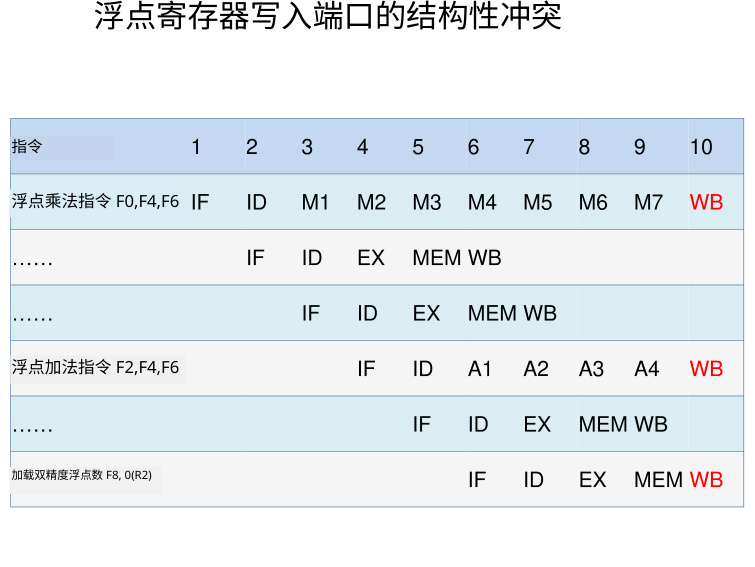 浮点寄存器写入端口的结构性冲突
指令 1 2 3 4 5 6 7 8 9 10
浮点乘法指令 F0,F4,F6 IF ID M1 M2 M3 M4 M5 M6 M7 WB
…… IF ID EX MEM WB
…… IF ID EX MEM WB
浮点加法指令 F2,F4,F6 IF ID A1 A2 A3 A4 WB
…… IF ID EX MEM WB
加载双精度浮点数 F8, 0(R2) IF ID EX MEM WB